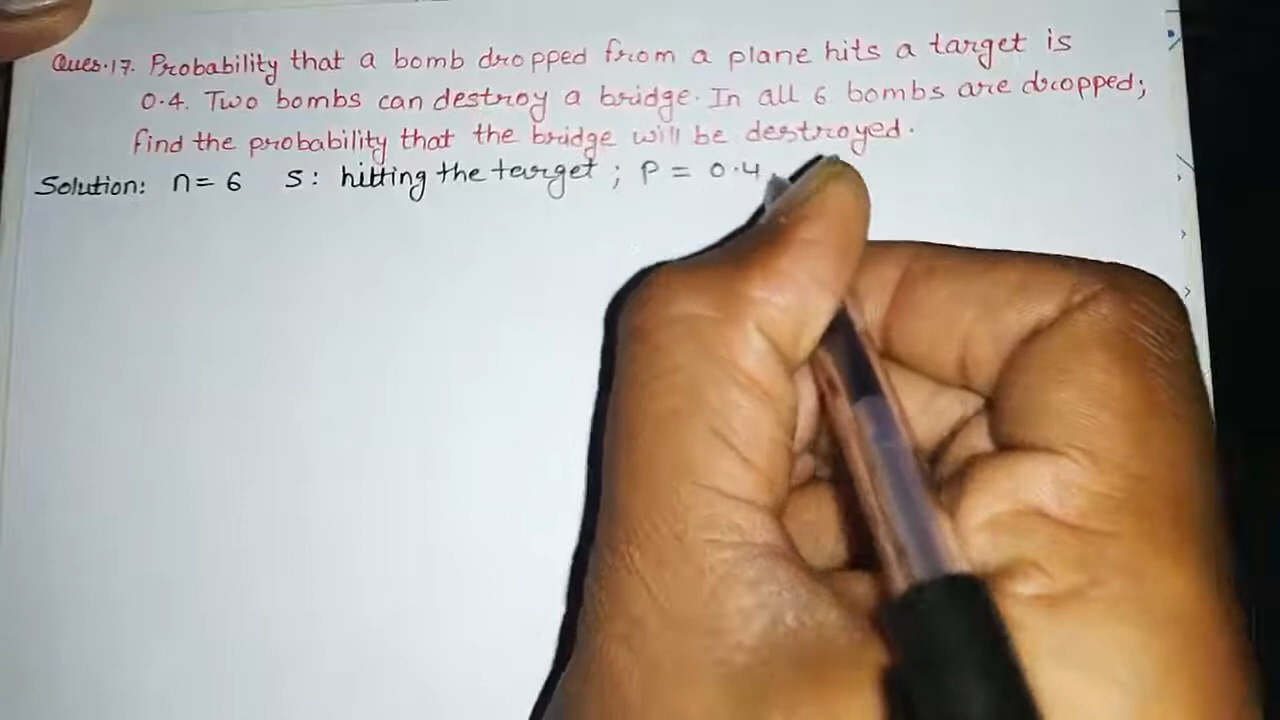 Ques.17. Probability that a bomb dropped from a plane hits a target is
0.4. Two bombs can destroy a bridge. In all 6 bombs are dropped;
find the probability that the bridge will be destroyed.
Solution: n = 6 S: hitting the target ; p = 0.4